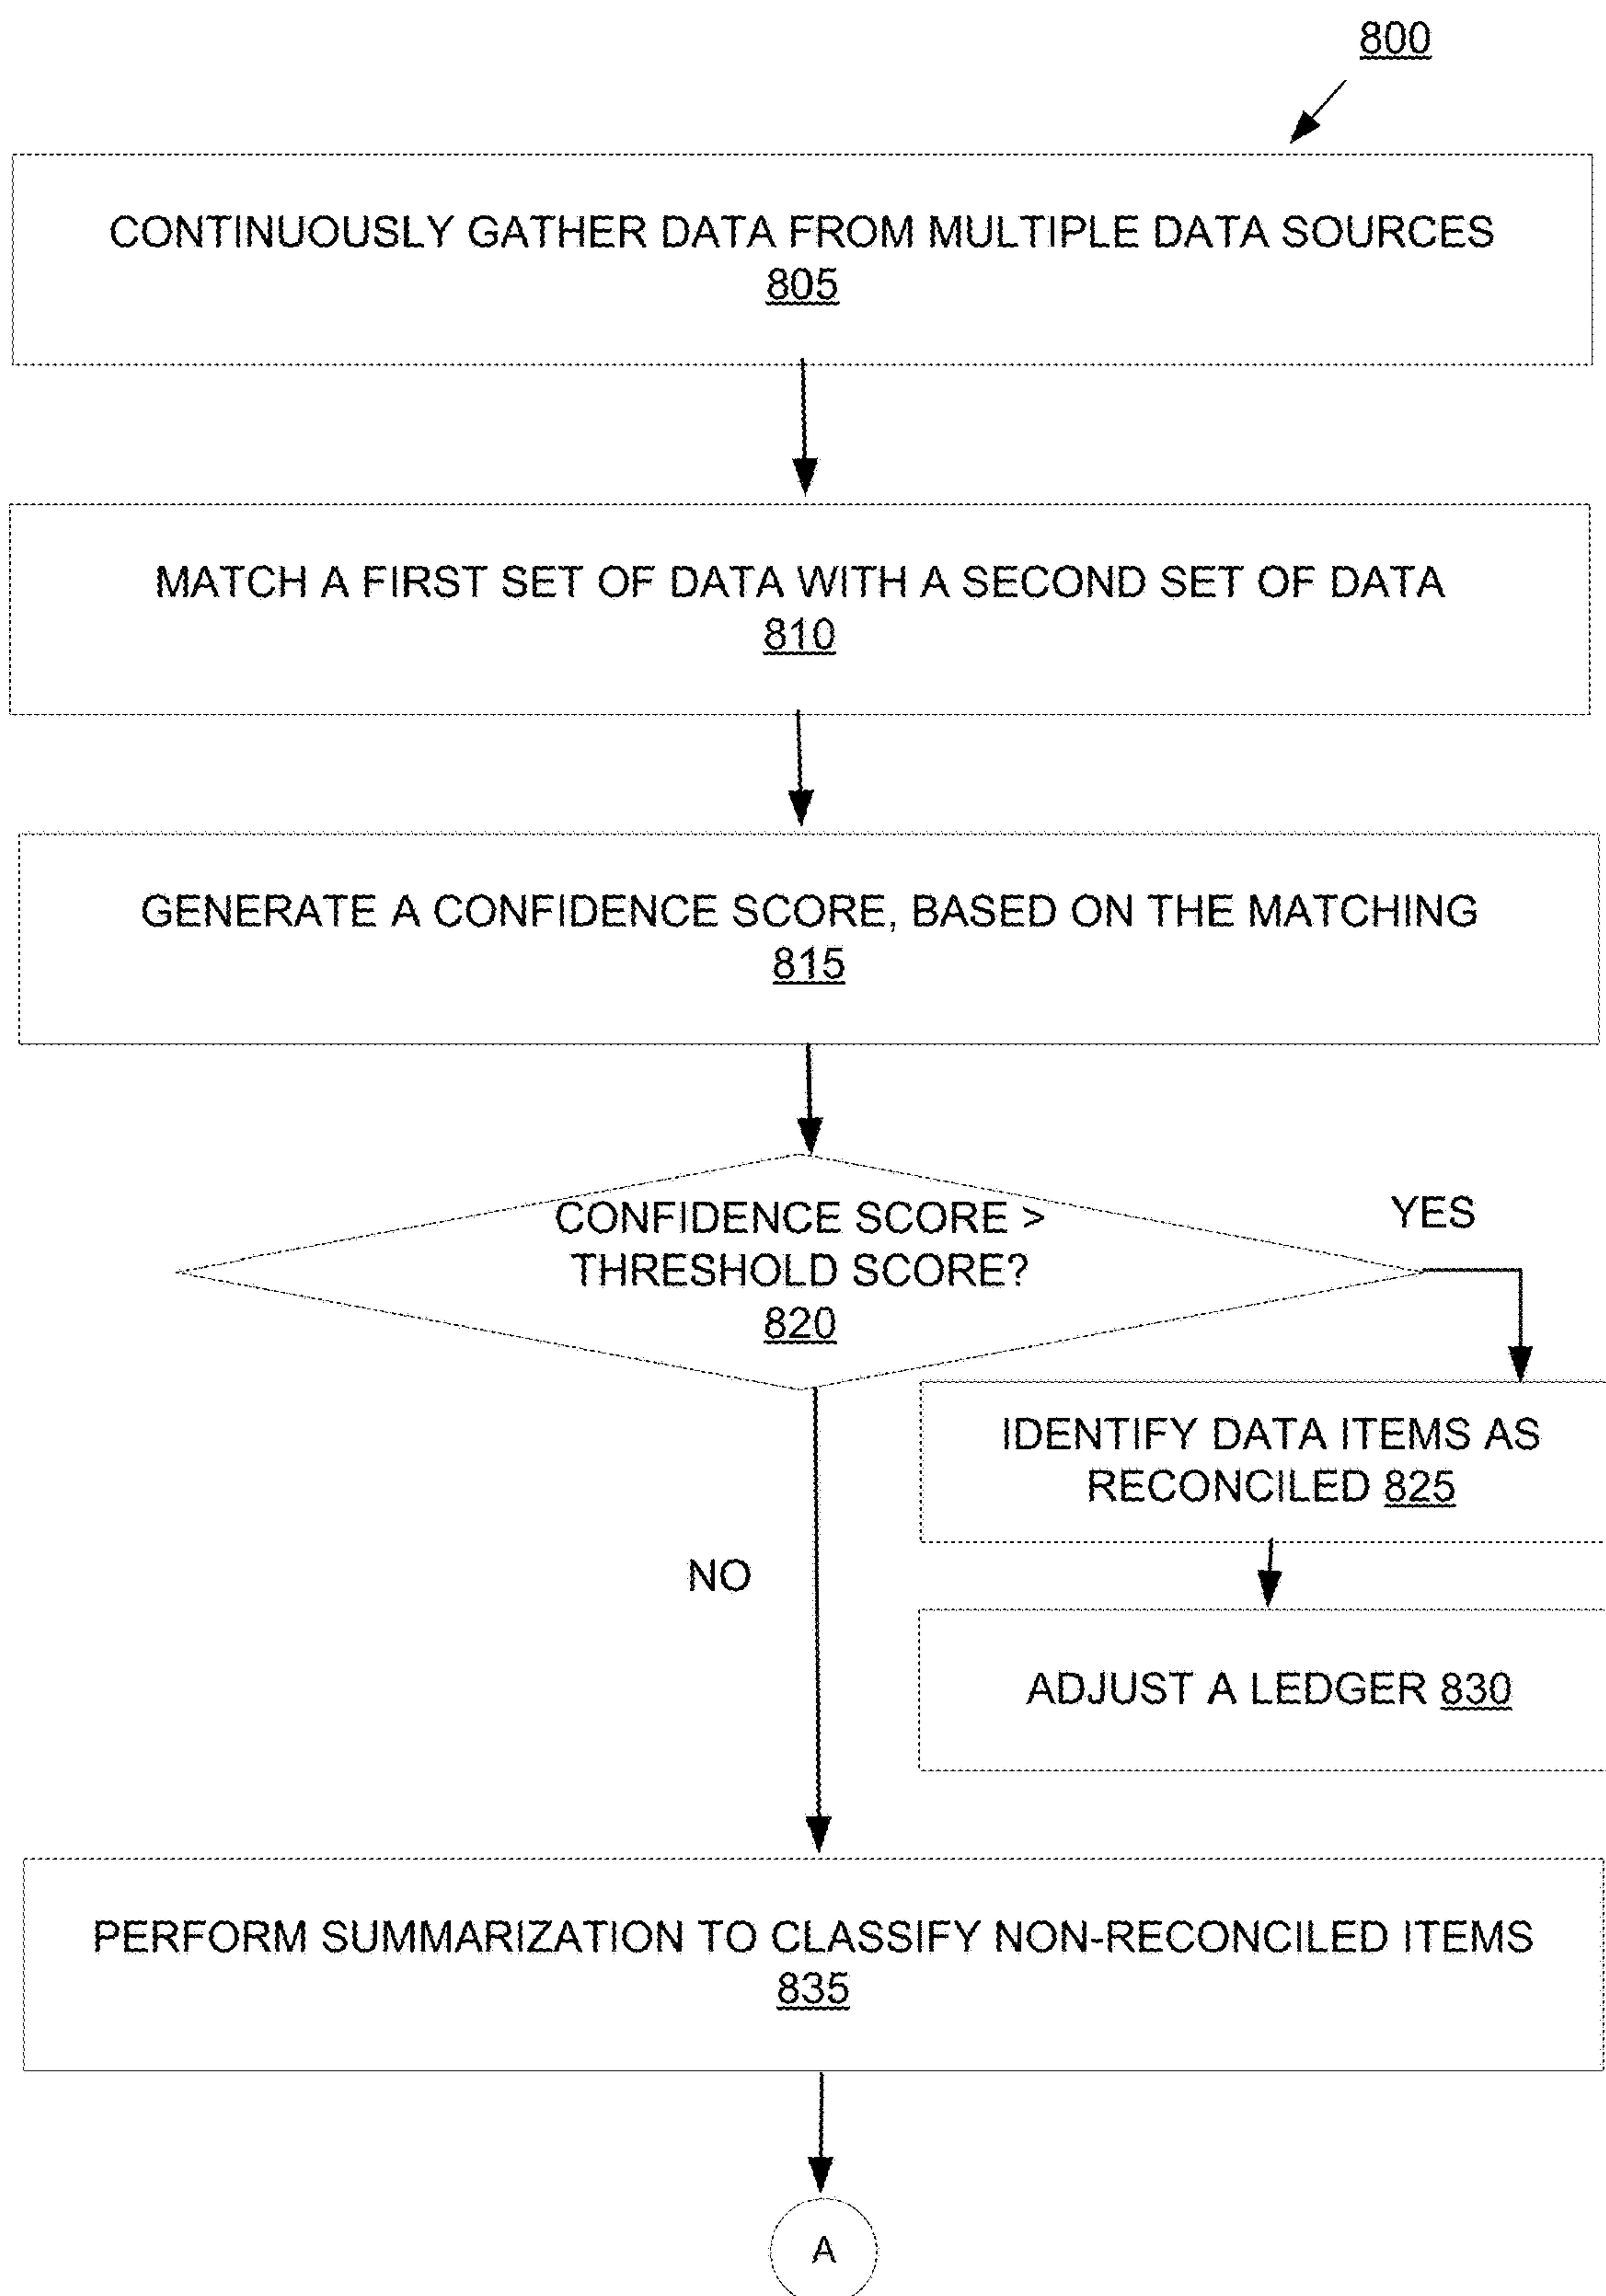 800
CONTINUOUSLY GATHER DATA FROM MULTIPLE DATA SOURCES
805
MATCH A FIRST SET OF DATA WITH A SECOND SET OF DATA
810
GENERATE A CONFIDENCE SCORE, BASED ON THE MATCHING
815
CONFIDENCE SCORE >
THRESHOLD SCORE?
820
YES
IDENTIFY DATA ITEMS AS
RECONCILED 825
NO
ADJUST A LEDGER 830
PERFORM SUMMARIZATION TO CLASSIFY NON-RECONCILED ITEMS
835
A